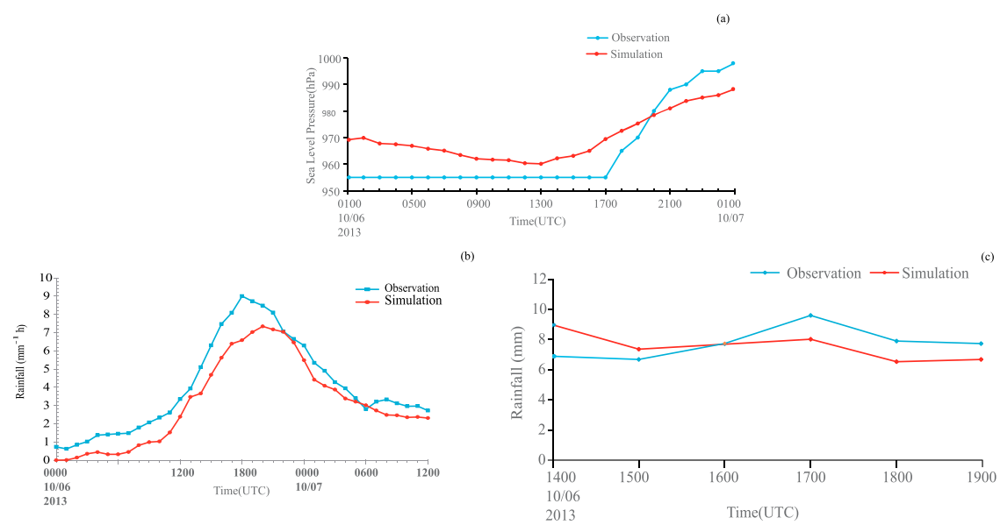 (a)
Observation
Simulation
Sea Level Pressure(hPa)
1000
990
980
970
960
950
0100 0500 0900 1300 1700 2100 0100
10/06 10/07
2013
Time(UTC)
(b)
Observation
Simulation
Rainfall (mm⁻¹ h)
10
9
8
7
6
5
4
3
2
1
0
0000 1200 1800 0000 0600 1200
10/06 10/07
2013
Time(UTC)
(c)
Observation Simulation
Rainfall (mm)
12
10
8
6
4
2
0
1400 1500 1600 1700 1800 1900
10/06
2013
Time(UTC)